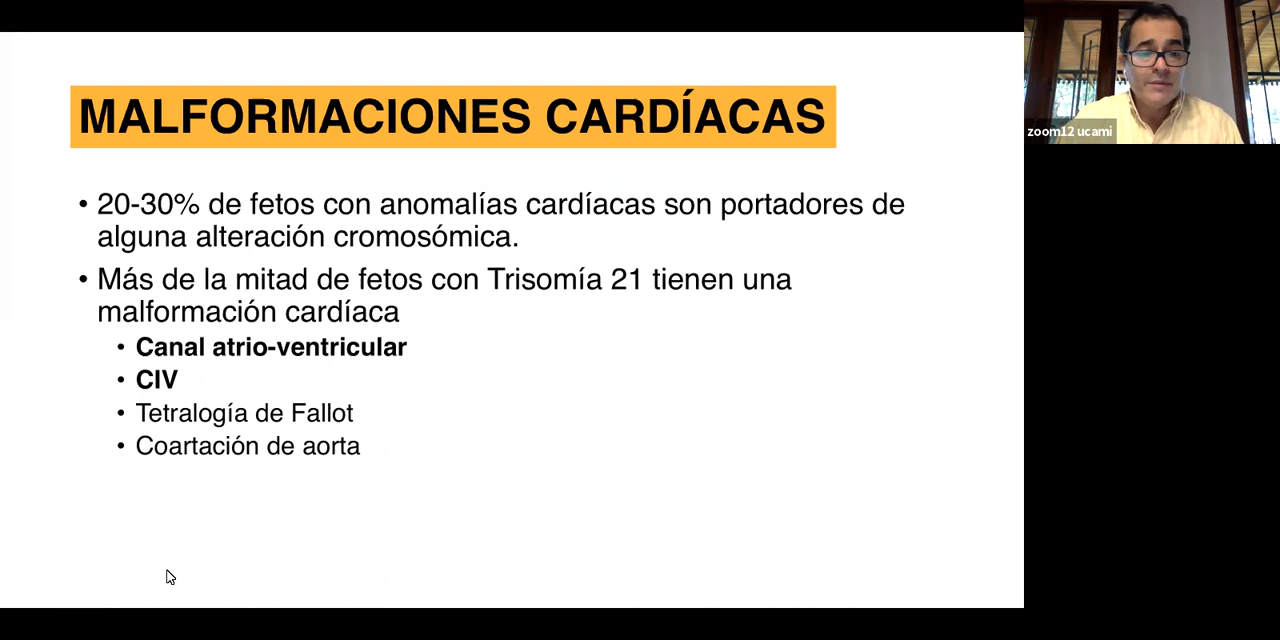 MALFORMACIONES CARDÍACAS
• 20-30% de fetos con anomalías cardíacas son portadores de
alguna alteración cromosómica.
• Más de la mitad de fetos con Trisomía 21 tienen una
malformación cardíaca
• Canal atrio-ventricular
• CIV
• Tetralogía de Fallot
• Coartación de aorta
zoom12 ucami